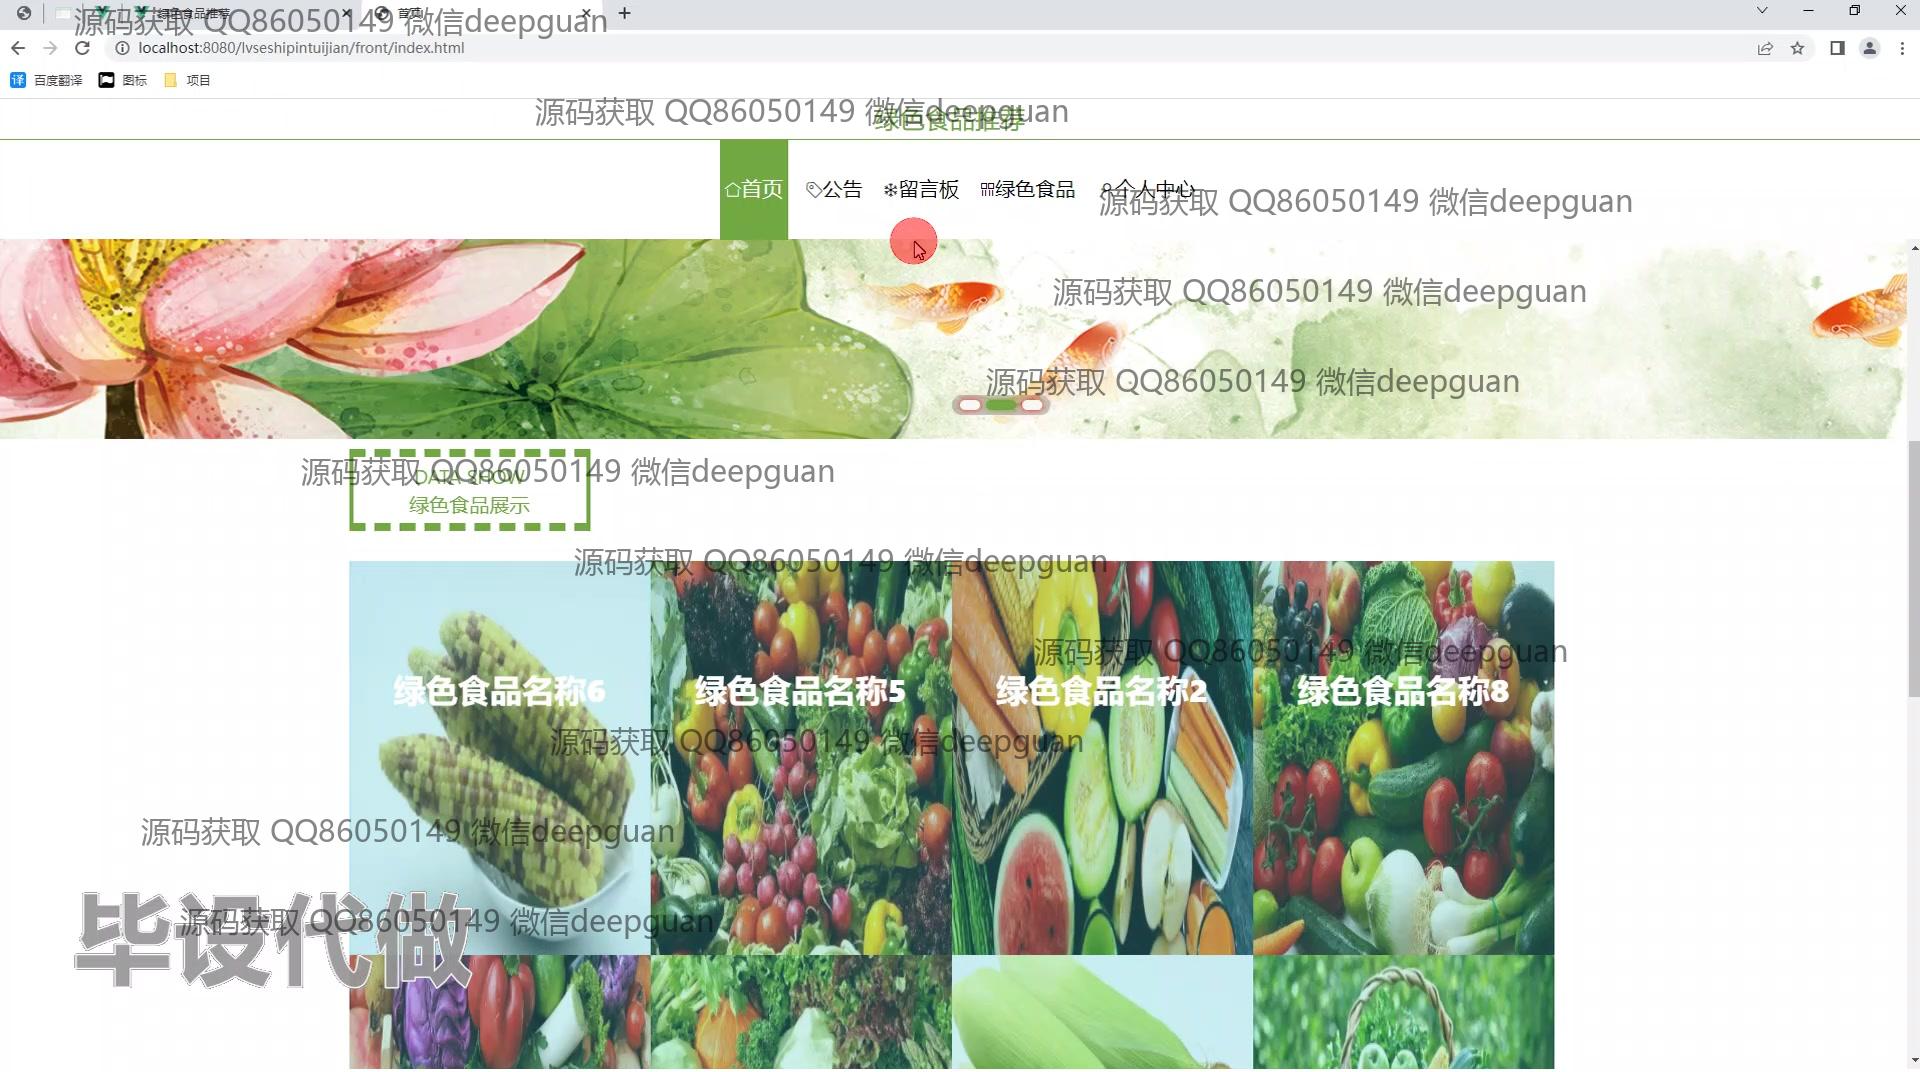 绿色食品推荐
首页
源码获取 QQ86050149 微信deepguan
localhost:8080/lvseshipintuijian/front/index.html
百度翻译
图标
项目
源码获取 QQ86050149 微信deepguan
绿色食品推荐
首页
公告
留言板
绿色食品
个人中心
源码获取 QQ86050149 微信deepguan
源码获取 QQ86050149 微信deepguan
源码获取 QQ86050149 微信deepguan
源码获取 QQ86050149 微信deepguan
DATA SHOW
绿色食品展示
源码获取 QQ86050149 微信deepguan
源码获取 QQ86050149 微信deepguan
绿色食品名称6
绿色食品名称5
绿色食品名称2
绿色食品名称8
源码获取 QQ86050149 微信deepguan
源码获取 QQ86050149 微信deepguan
源码获取 QQ86050149 微信deepguan
毕设代做